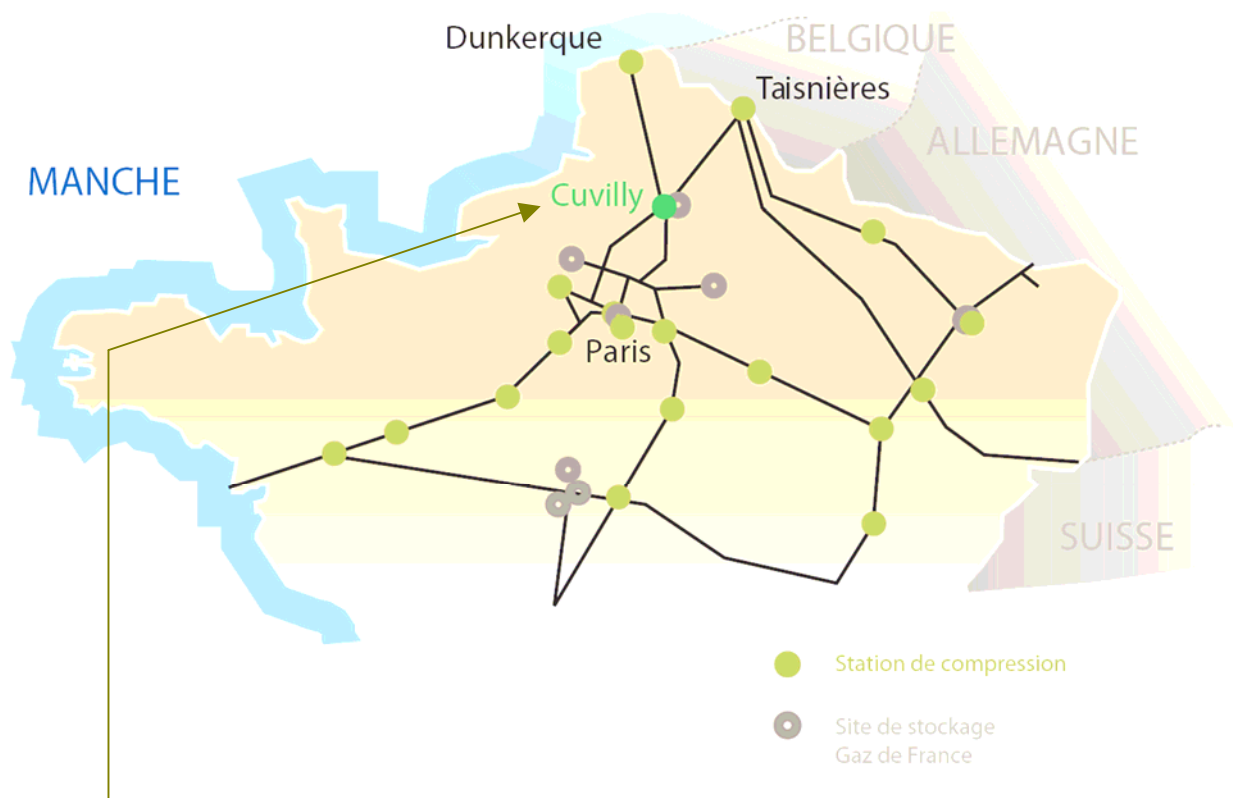 Dunkerque
BELGIQUE
Taisnières
ALLEMAGNE
MANCHE
Cuvilly
Paris
SUISSE
Station de compression
Site de stockage
Gaz de France